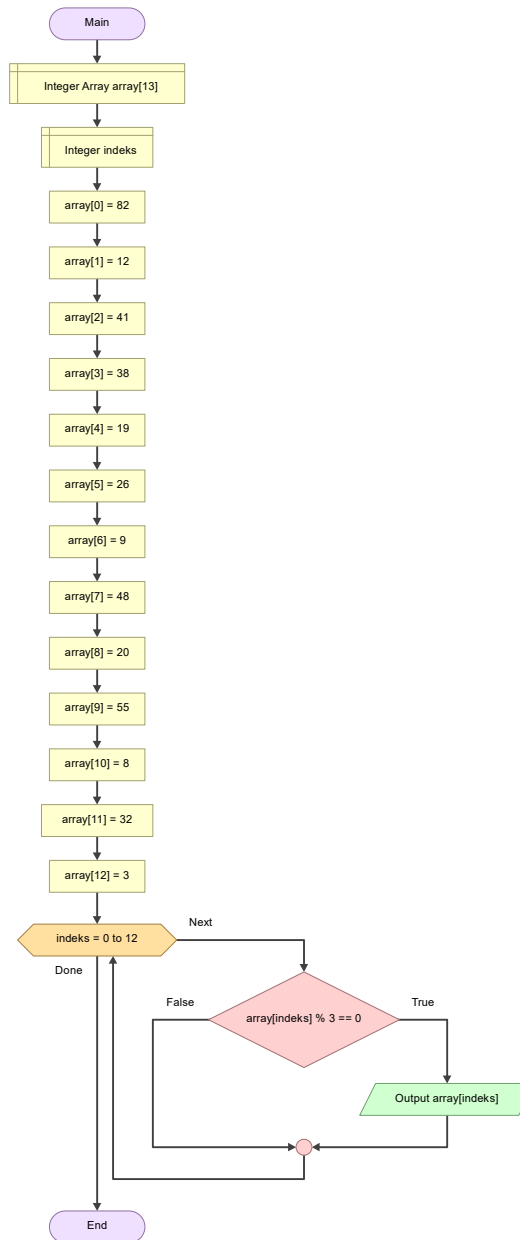 Main
Integer Array array[13]
Integer indeks
array[0] = 82
array[1] = 12
array[2] = 41
array[3] = 38
array[4] = 19
array[5] = 26
array[6] = 9
array[7] = 48
array[8] = 20
array[9] = 55
array[10] = 8
array[11] = 32
array[12] = 3
indeks = 0 to 12
Next
Done
False
array[indeks] % 3 == 0
True
Output array[indeks]
End